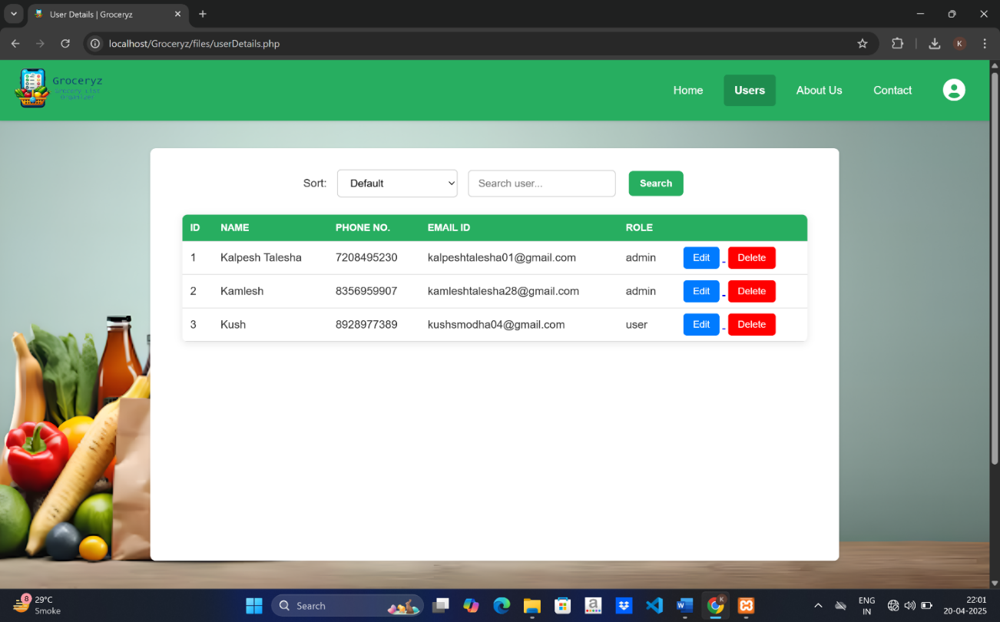 User Details | Groceryz
localhost/Groceryz/files/userDetails.php
K
Groceryz
Grocery List
Organizer
Home
Users
About Us
Contact
Sort:
Default
Search user...
Search
ID NAME PHONE NO. EMAIL ID ROLE
1 Kalpesh Talesha 7208495230 kalpeshtalesha01@gmail.com admin Edit Delete
2 Kamlesh 8356959907 kamleshtalesha28@gmail.com admin Edit Delete
3 Kush 8928977389 kushsmodha04@gmail.com user Edit Delete
8
29°C
Smoke
Search
ENG
IN
22:01
20-04-2025